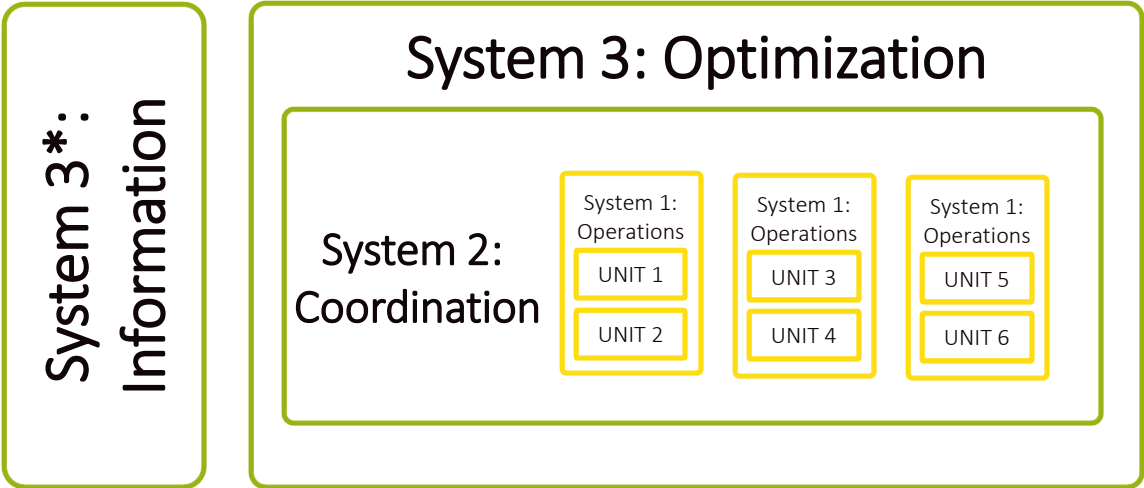 System 3*:
Information
System 3: Optimization
System 2:
Coordination
System 1:
Operations
UNIT 1
UNIT 2
System 1:
Operations
UNIT 3
UNIT 4
System 1:
Operations
UNIT 5
UNIT 6